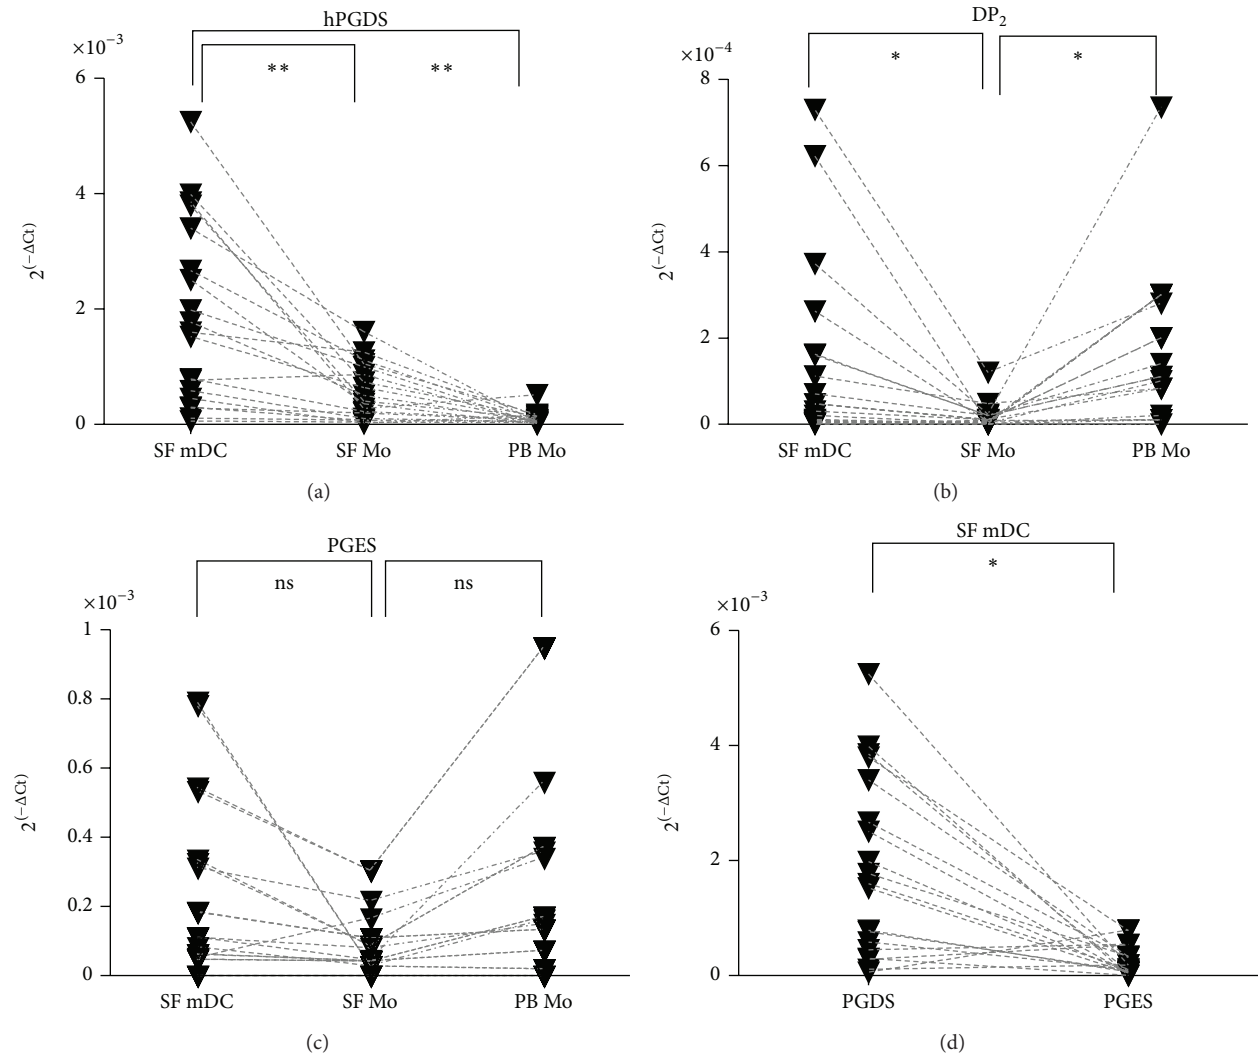 hPGDS
×10⁻³
** **
6
4
2
0
2^(−ΔCt)
SF mDC SF Mo PB Mo
(a)
DP₂
×10⁻⁴
* *
8
6
4
2
0
2^(−ΔCt)
SF mDC SF Mo PB Mo
(b)
PGES
ns ns
×10⁻³
1
0.8
0.6
0.4
0.2
0
2^(−ΔCt)
SF mDC SF Mo PB Mo
(c)
SF mDC
*
×10⁻³
6
4
2
0
2^(−ΔCt)
PGDS PGES
(d)